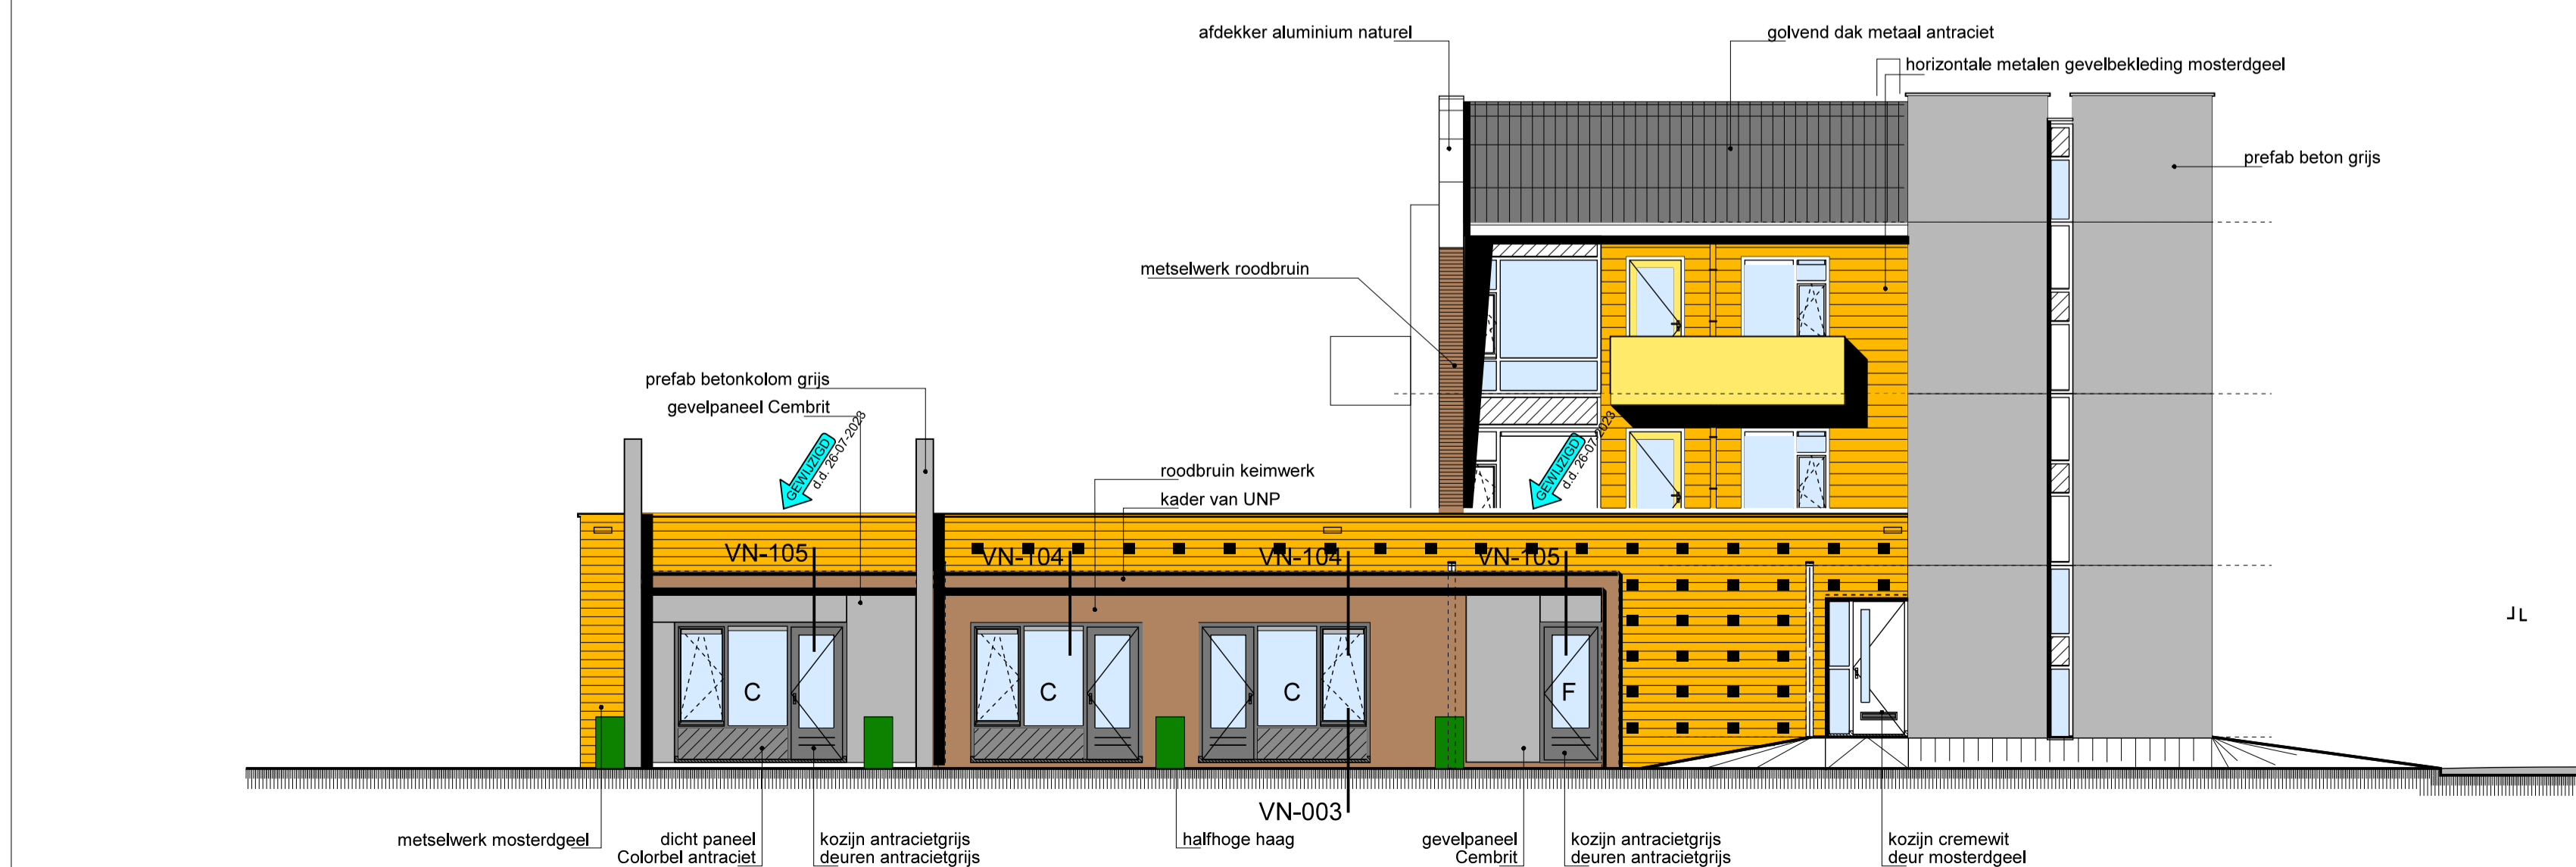 afdekker aluminium naturel
golvend dak metaal antraciet
horizontale metalen gevelbekleding mosterdgeel
prefab beton grijs
metselwerk roodbruin
prefab betonkolom grijs
gevelpaneel Cembrit
GEWIJZIGD
d.d. 26-07-2023
GEWIJZIGD
d.d. 26-07-2023
roodbruin keimwerk
kader van UNP
VN-105
VN-104
VN-104
VN-105
C
C
C
F
VN-003
metselwerk mosterdgeel
dicht paneel
Colorbel antraciet
kozijn antracietgrijs
deuren antracietgrijs
halfhoge haag
gevelpaneel
Cembrit
kozijn antracietgrijs
deuren antracietgrijs
kozijn cremewit
deur mosterdgeel